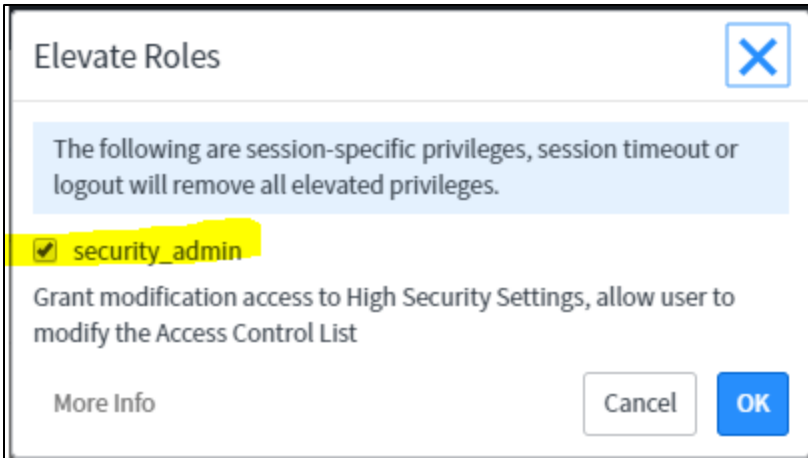 Elevate Roles
The following are session-specific privileges, session timeout or
logout will remove all elevated privileges.
security_admin
Grant modification access to High Security Settings, allow user to
modify the Access Control List
More Info
Cancel
OK